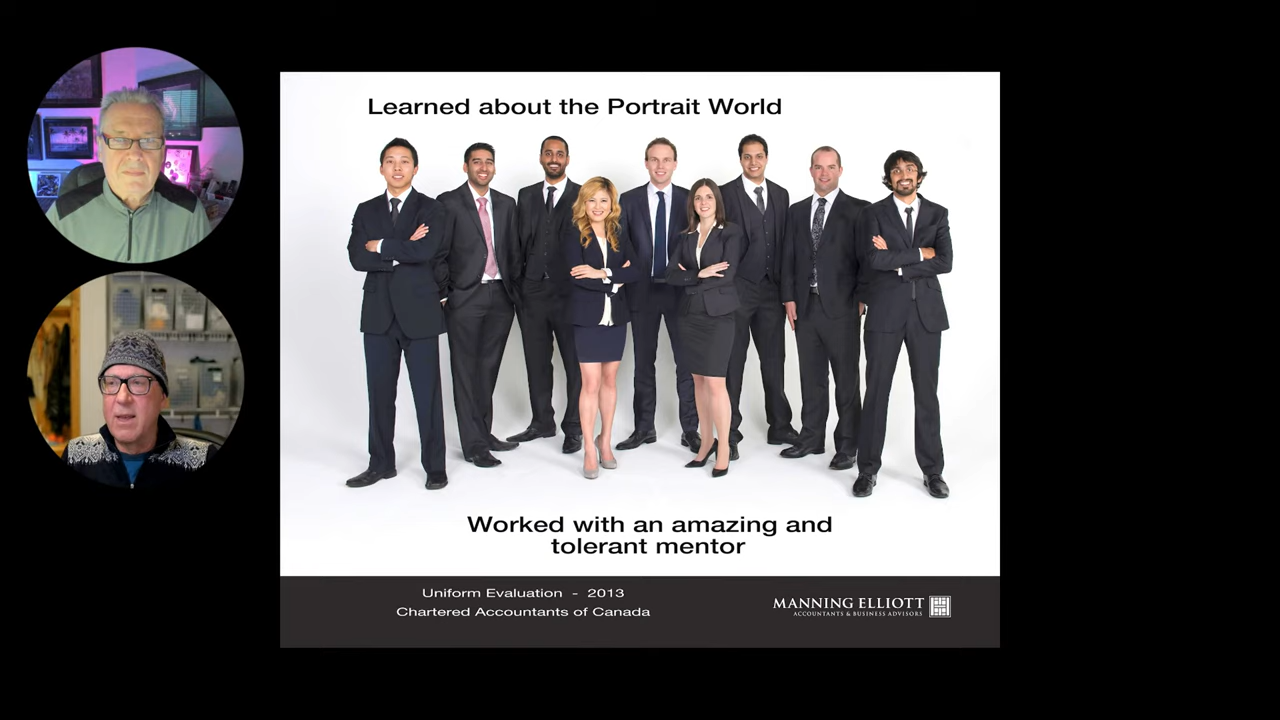 Learned about the Portrait World
Worked with an amazing and
tolerant mentor
Uniform Evaluation - 2013
Chartered Accountants of Canada
MANNING ELLIOTT
ACCOUNTANTS & BUSINESS ADVISORS